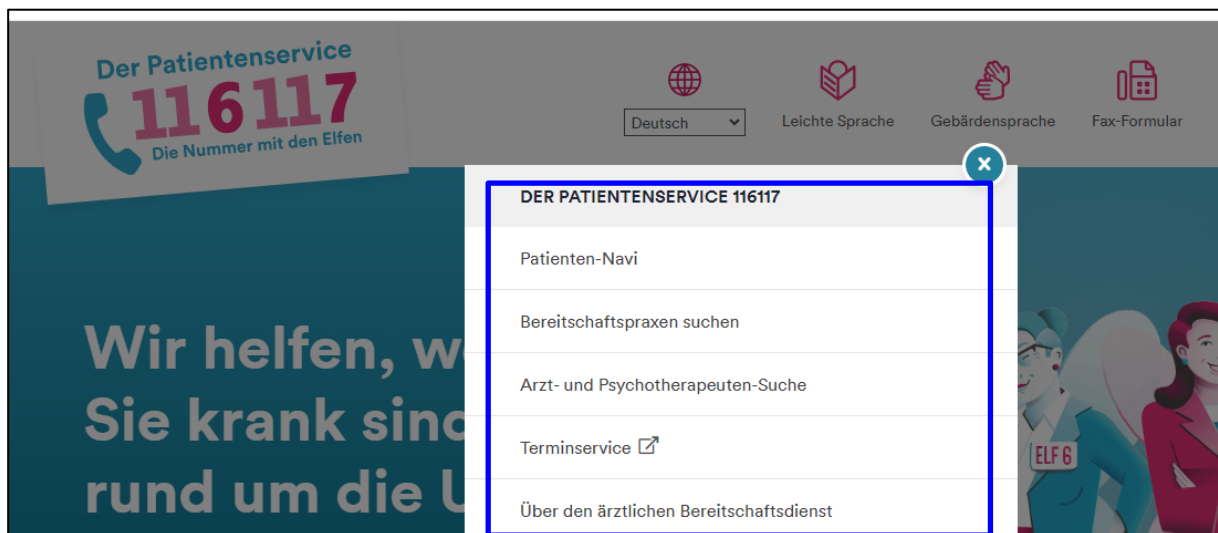 Der Patientenservice
116117
Die Nummer mit den Elfen
Deutsch
Leichte Sprache
Gebärdensprache
Fax-Formular
DER PATIENTENSERVICE 116117
Patienten-Navi
Bereitschaftspraxen suchen
Arzt- und Psychotherapeuten-Suche
Terminservice
Über den ärztlichen Bereitschaftsdienst
Wir helfen, w
Sie krank sind
rund um die U
ELF 6